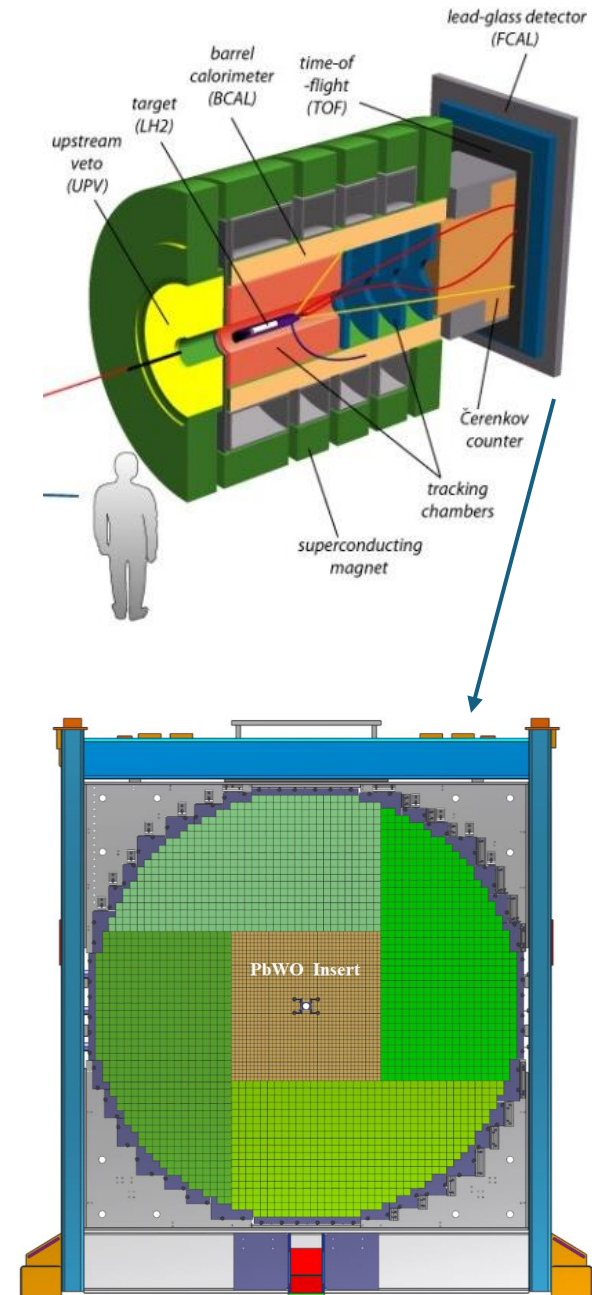 lead-glass detector
(FCAL)
barrel
calorimeter
(BCAL)
time-of
-flight
(TOF)
target
(LH2)
upstream
veto
(UPV)
Čerenkov
counter
tracking
chambers
superconducting
magnet
PbWO Insert